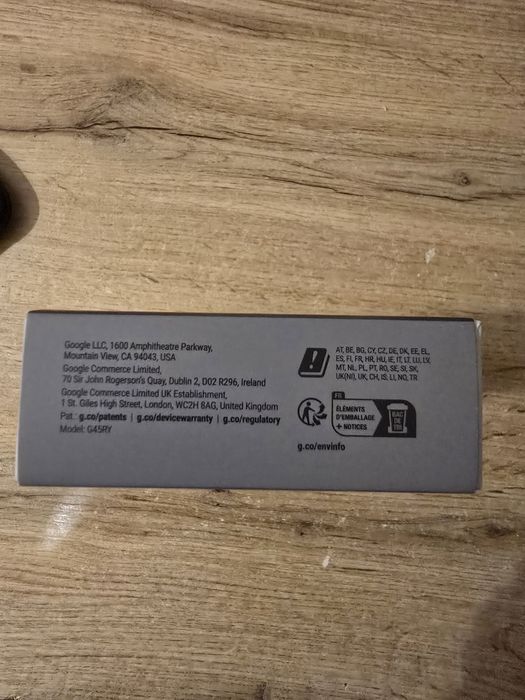 Google LLC, 1600 Amphitheatre Parkway,
Mountain View, CA 94043, USA
Google Commerce Limited,
70 Sir John Rogerson's Quay, Dublin 2, D02 R296, Ireland
Google Commerce Limited UK Establishment,
1 St. Giles High Street, London, WC2H 8AG, United Kingdom
Pat.: g.co/patents | g.co/devicewarranty | g.co/regulatory
Model: G45RY
AT, BE, BG, CY, CZ, DE, DK, EE, EL,
ES, FI, FR, HR, HU, IE, IT, LT, LU, LV,
MT, NL, PL, PT, RO, SE, SI, SK,
UK(NI), UK, CH, IS, LI, NO, TR
FR
ÉLÉMENTS
D'EMBALLAGE
+ NOTICES
BAC
DE
TRI
g.co/envinfo